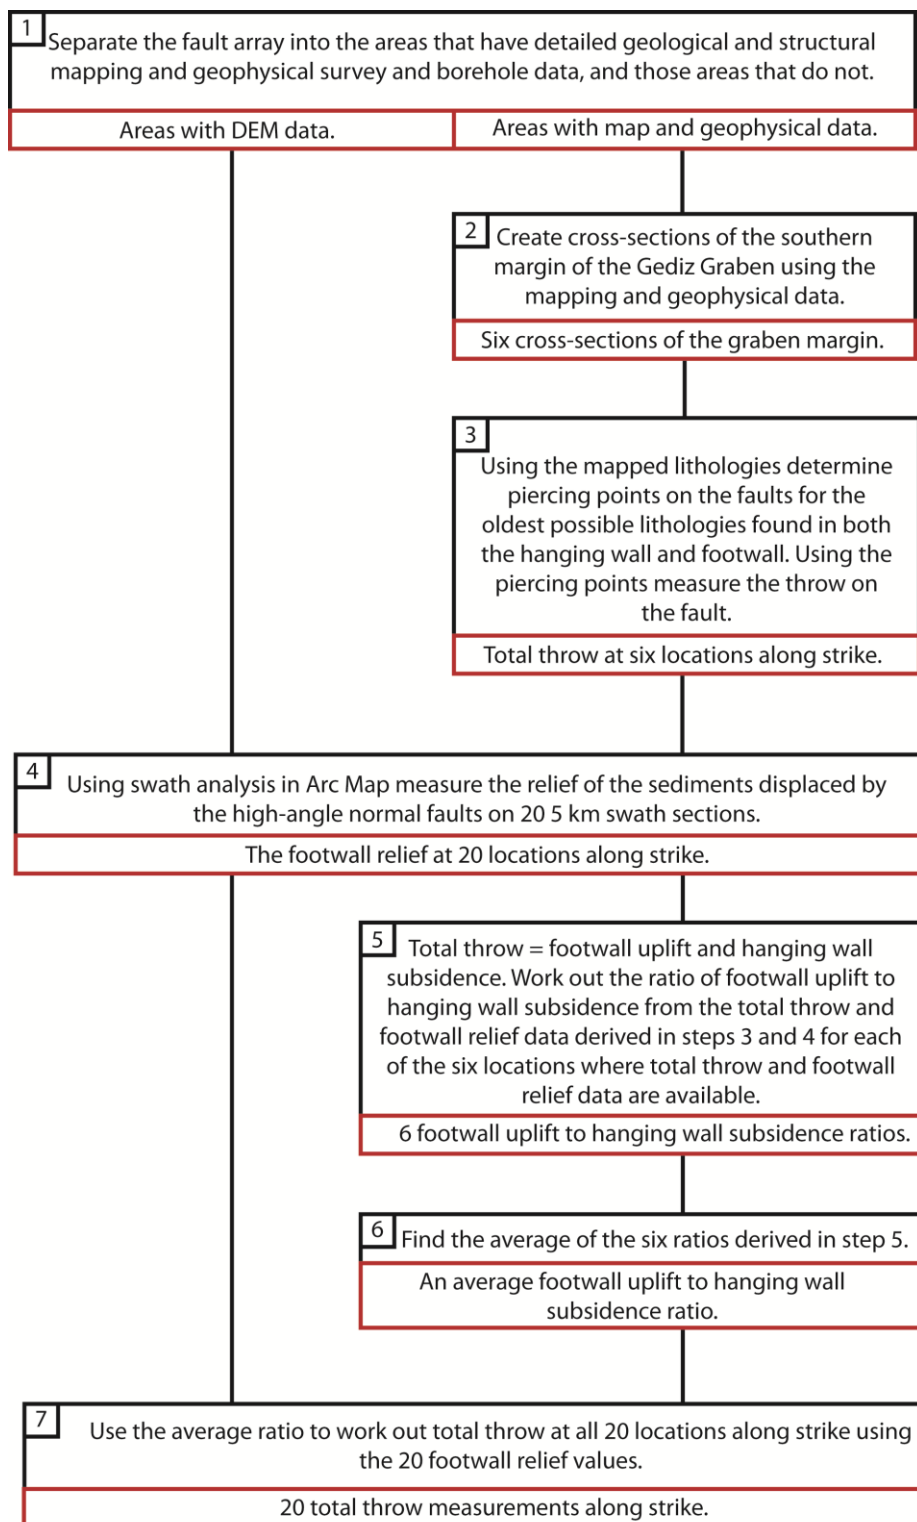 1
Separate the fault array into the areas that have detailed geological and structural
mapping and geophysical survey and borehole data, and those areas that do not.
Areas with DEM data.
Areas with map and geophysical data.
2
Create cross-sections of the southern
margin of the Gediz Graben using the
mapping and geophysical data.
Six cross-sections of the graben margin.
3
Using the mapped lithologies determine
piercing points on the faults for the
oldest possible lithologies found in both
the hanging wall and footwall. Using the
piercing points measure the throw on
the fault.
Total throw at six locations along strike.
4
Using swath analysis in Arc Map measure the relief of the sediments displaced by
the high-angle normal faults on 20 5 km swath sections.
The footwall relief at 20 locations along strike.
5
Total throw = footwall uplift and hanging wall
subsidence. Work out the ratio of footwall uplift to
hanging wall subsidence from the total throw and
footwall relief data derived in steps 3 and 4 for each
of the six locations where total throw and footwall
relief data are available.
6 footwall uplift to hanging wall subsidence ratios.
6
Find the average of the six ratios derived in step 5.
An average footwall uplift to hanging wall
subsidence ratio.
7
Use the average ratio to work out total throw at all 20 locations along strike using
the 20 footwall relief values.
20 total throw measurements along strike.